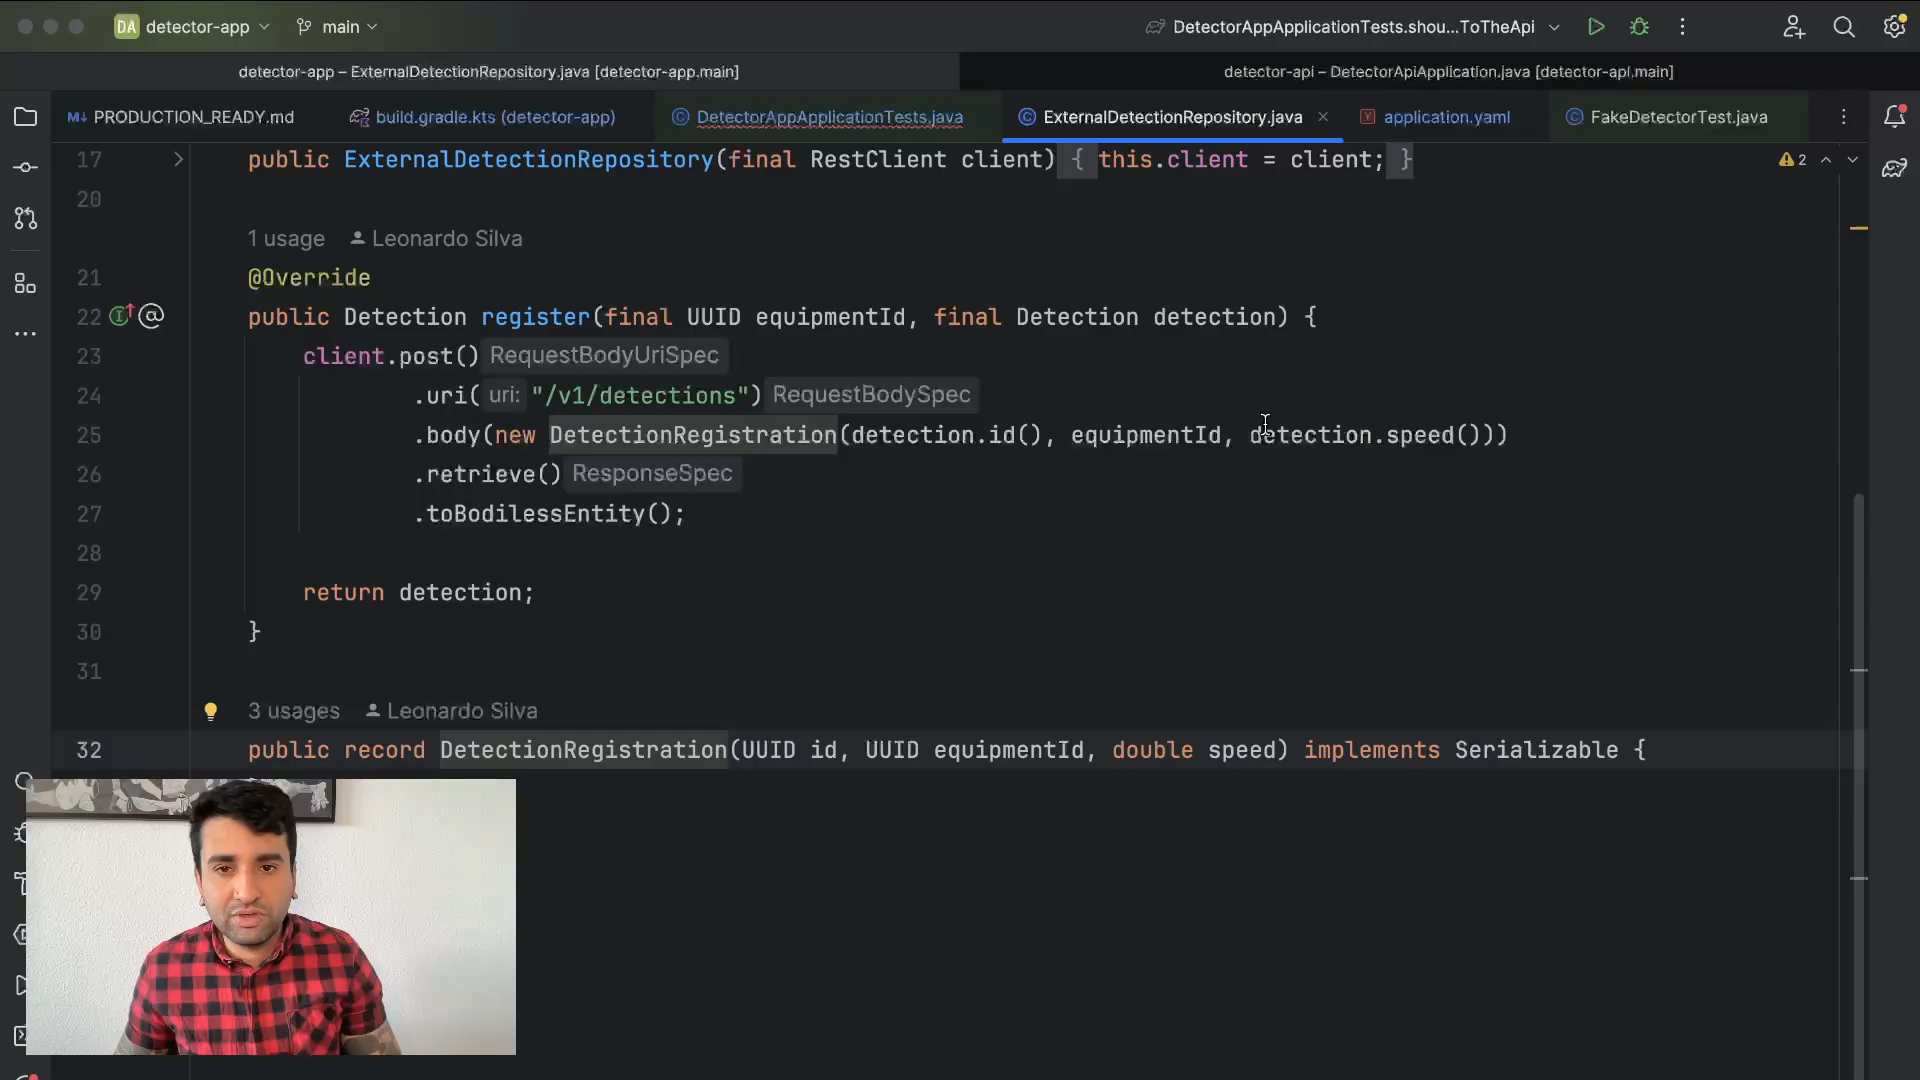 DA detector-app main DetectorAppApplicationTests.shou...ToTheApi
detector-app – ExternalDetectionRepository.java [detector-app.main] detector-api – DetectorApiApplication.java [detector-api.main]
M↓ PRODUCTION_READY.md build.gradle.kts (detector-app) DetectorAppApplicationTests.java ExternalDetectionRepository.java application.yaml FakeDetectorTest.java
17 public ExternalDetectionRepository(final RestClient client) { this.client = client; } 2
20
1 usage Leonardo Silva
21 @Override
22 public Detection register(final UUID equipmentId, final Detection detection) {
23 client.post() RequestBodyUriSpec
24 .uri( uri: "/v1/detections") RequestBodySpec
25 .body(new DetectionRegistration(detection.id(), equipmentId, detection.speed()))
26 .retrieve() ResponseSpec
27 .toBodilessEntity();
28
29 return detection;
30 }
31
3 usages Leonardo Silva
32 public record DetectionRegistration(UUID id, UUID equipmentId, double speed) implements Serializable {